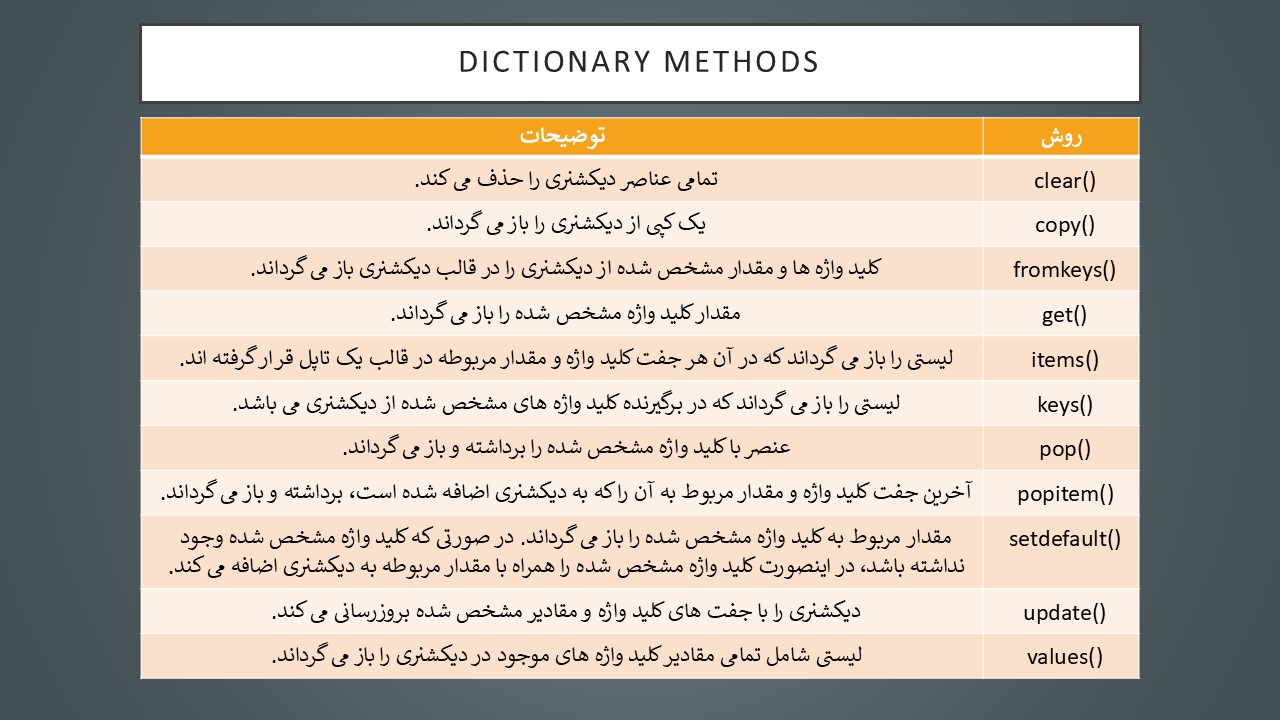 DICTIONARY METHODS
روش توضیحات
clear() تمامی عناصر دیکشنری را حذف می کند.
copy() یک کپی از دیکشنری را باز می گرداند.
fromkeys() کلید واژه ها و مقدار مشخص شده از دیکشنری را در قالب دیکشنری باز می گرداند.
get() مقدار کلید واژه مشخص شده را باز می گرداند.
items() لیستی را باز می گرداند که در آن هر جفت کلید واژه و مقدار مربوطه در قالب یک تاپل قرار گرفته اند.
keys() لیستی را باز می گرداند که در برگیرنده کلید واژه های مشخص شده از دیکشنری می باشد.
pop() عنصر با کلید واژه مشخص شده را برداشته و باز می گرداند.
popitem() آخرین جفت کلید واژه و مقدار مربوط به آن را که به دیکشنری اضافه شده است، برداشته و باز می گرداند.
setdefault() مقدار مربوط به کلید واژه مشخص شده را باز می گرداند. در صورتی که کلید واژه مشخص شده وجود
نداشته باشد، در اینصورت کلید واژه مشخص شده را همراه با مقدار مربوطه به دیکشنری اضافه می کند.
update() دیکشنری را با جفت های کلید واژه و مقادیر مشخص شده بروزرسانی می کند.
values() لیستی شامل تمامی مقادیر کلید واژه های موجود در دیکشنری را باز می گرداند.